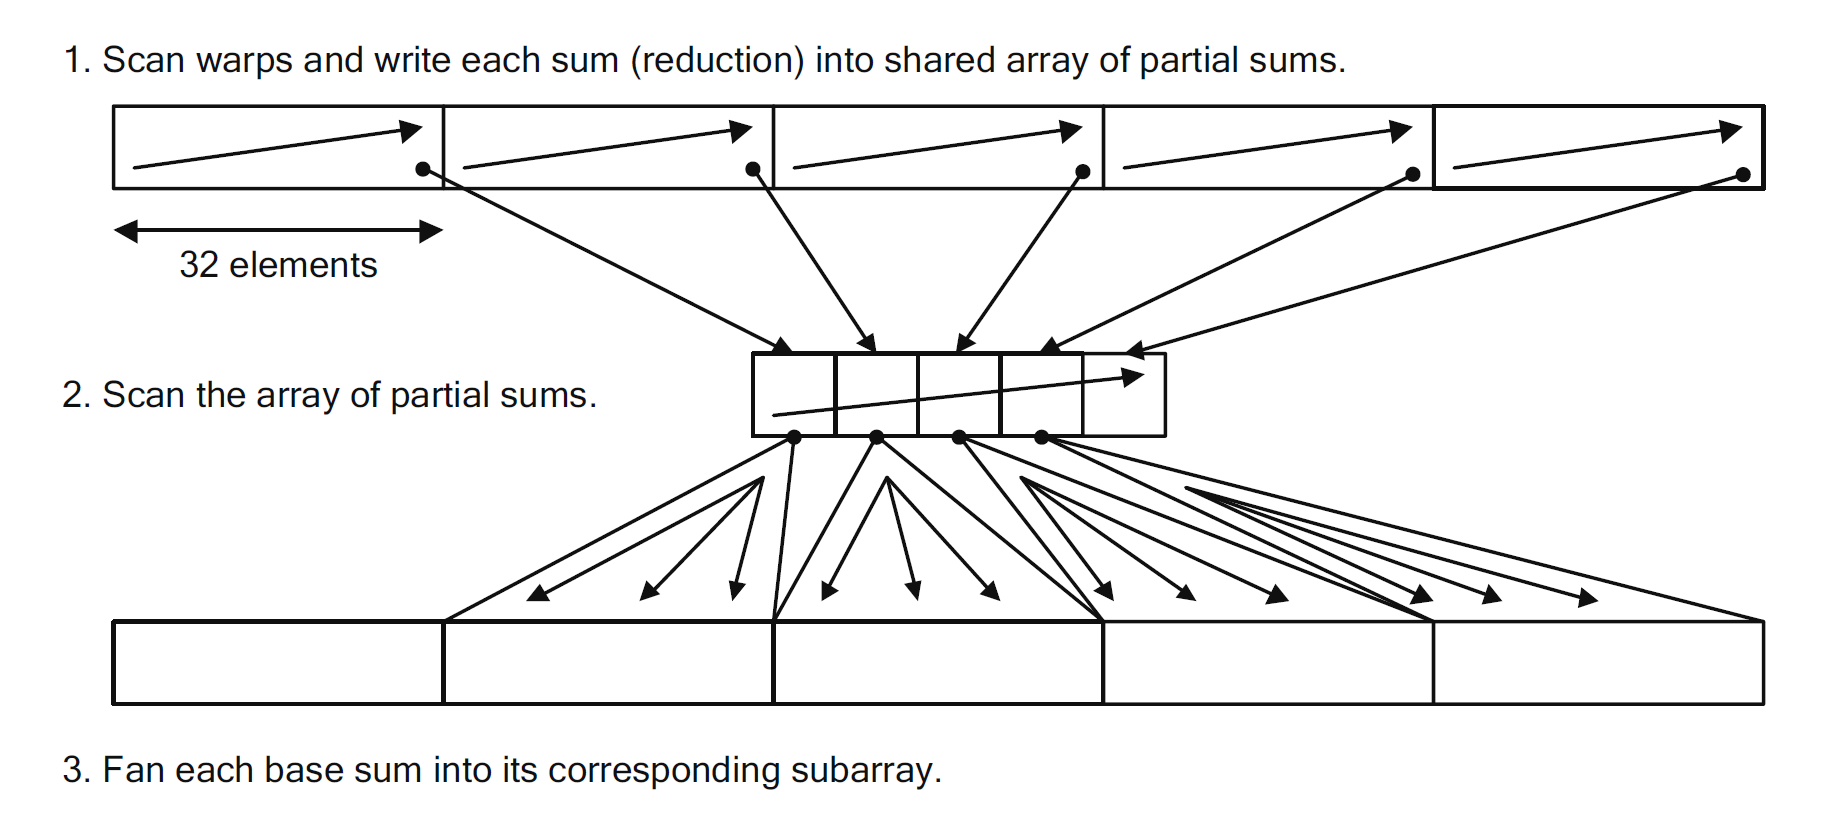 1. Scan warps and write each sum (reduction) into shared array of partial sums.
32 elements
2. Scan the array of partial sums.
3. Fan each base sum into its corresponding subarray.